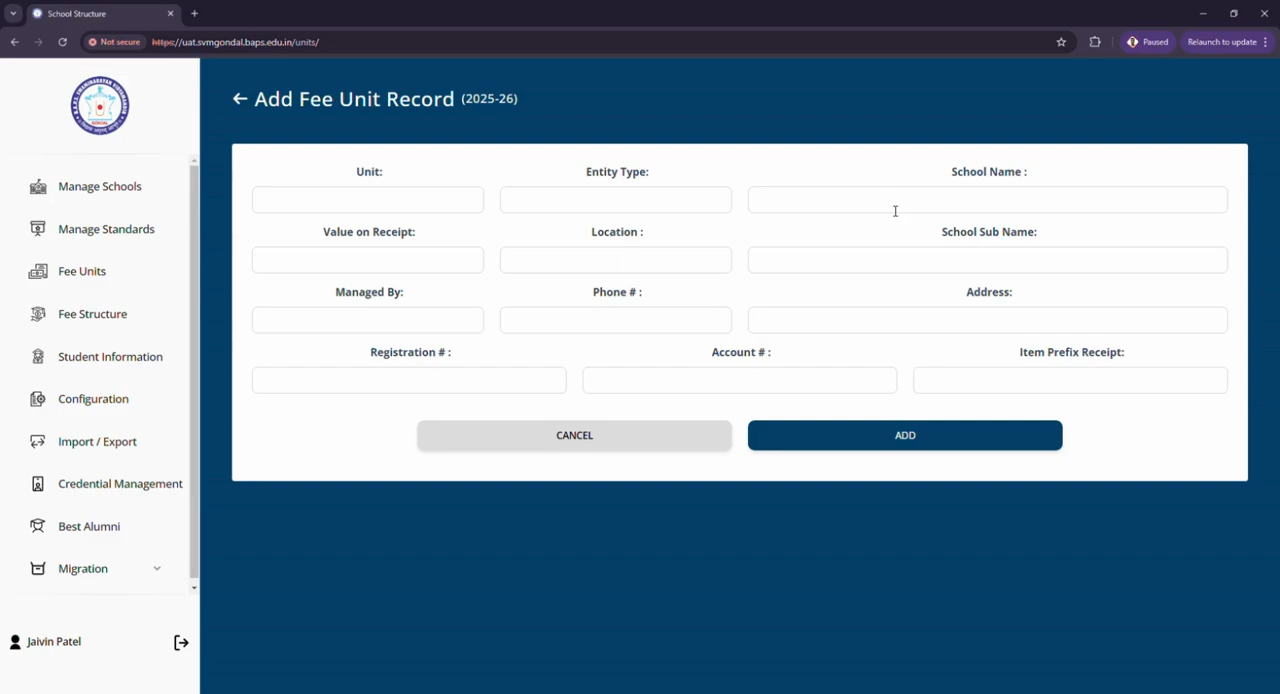 School Structure
Not secure
https://uat.svmgondal.baps.edu.in/units/
Paused
Relaunch to update
Add Fee Unit Record (2025-26)
Manage Schools
Manage Standards
Fee Units
Fee Structure
Student Information
Configuration
Import / Export
Credential Management
Best Alumni
Migration
Jaivin Patel
Unit:
Entity Type:
School Name :
Value on Receipt:
Location :
School Sub Name:
Managed By:
Phone # :
Address:
Registration # :
Account # :
Item Prefix Receipt:
CANCEL
ADD